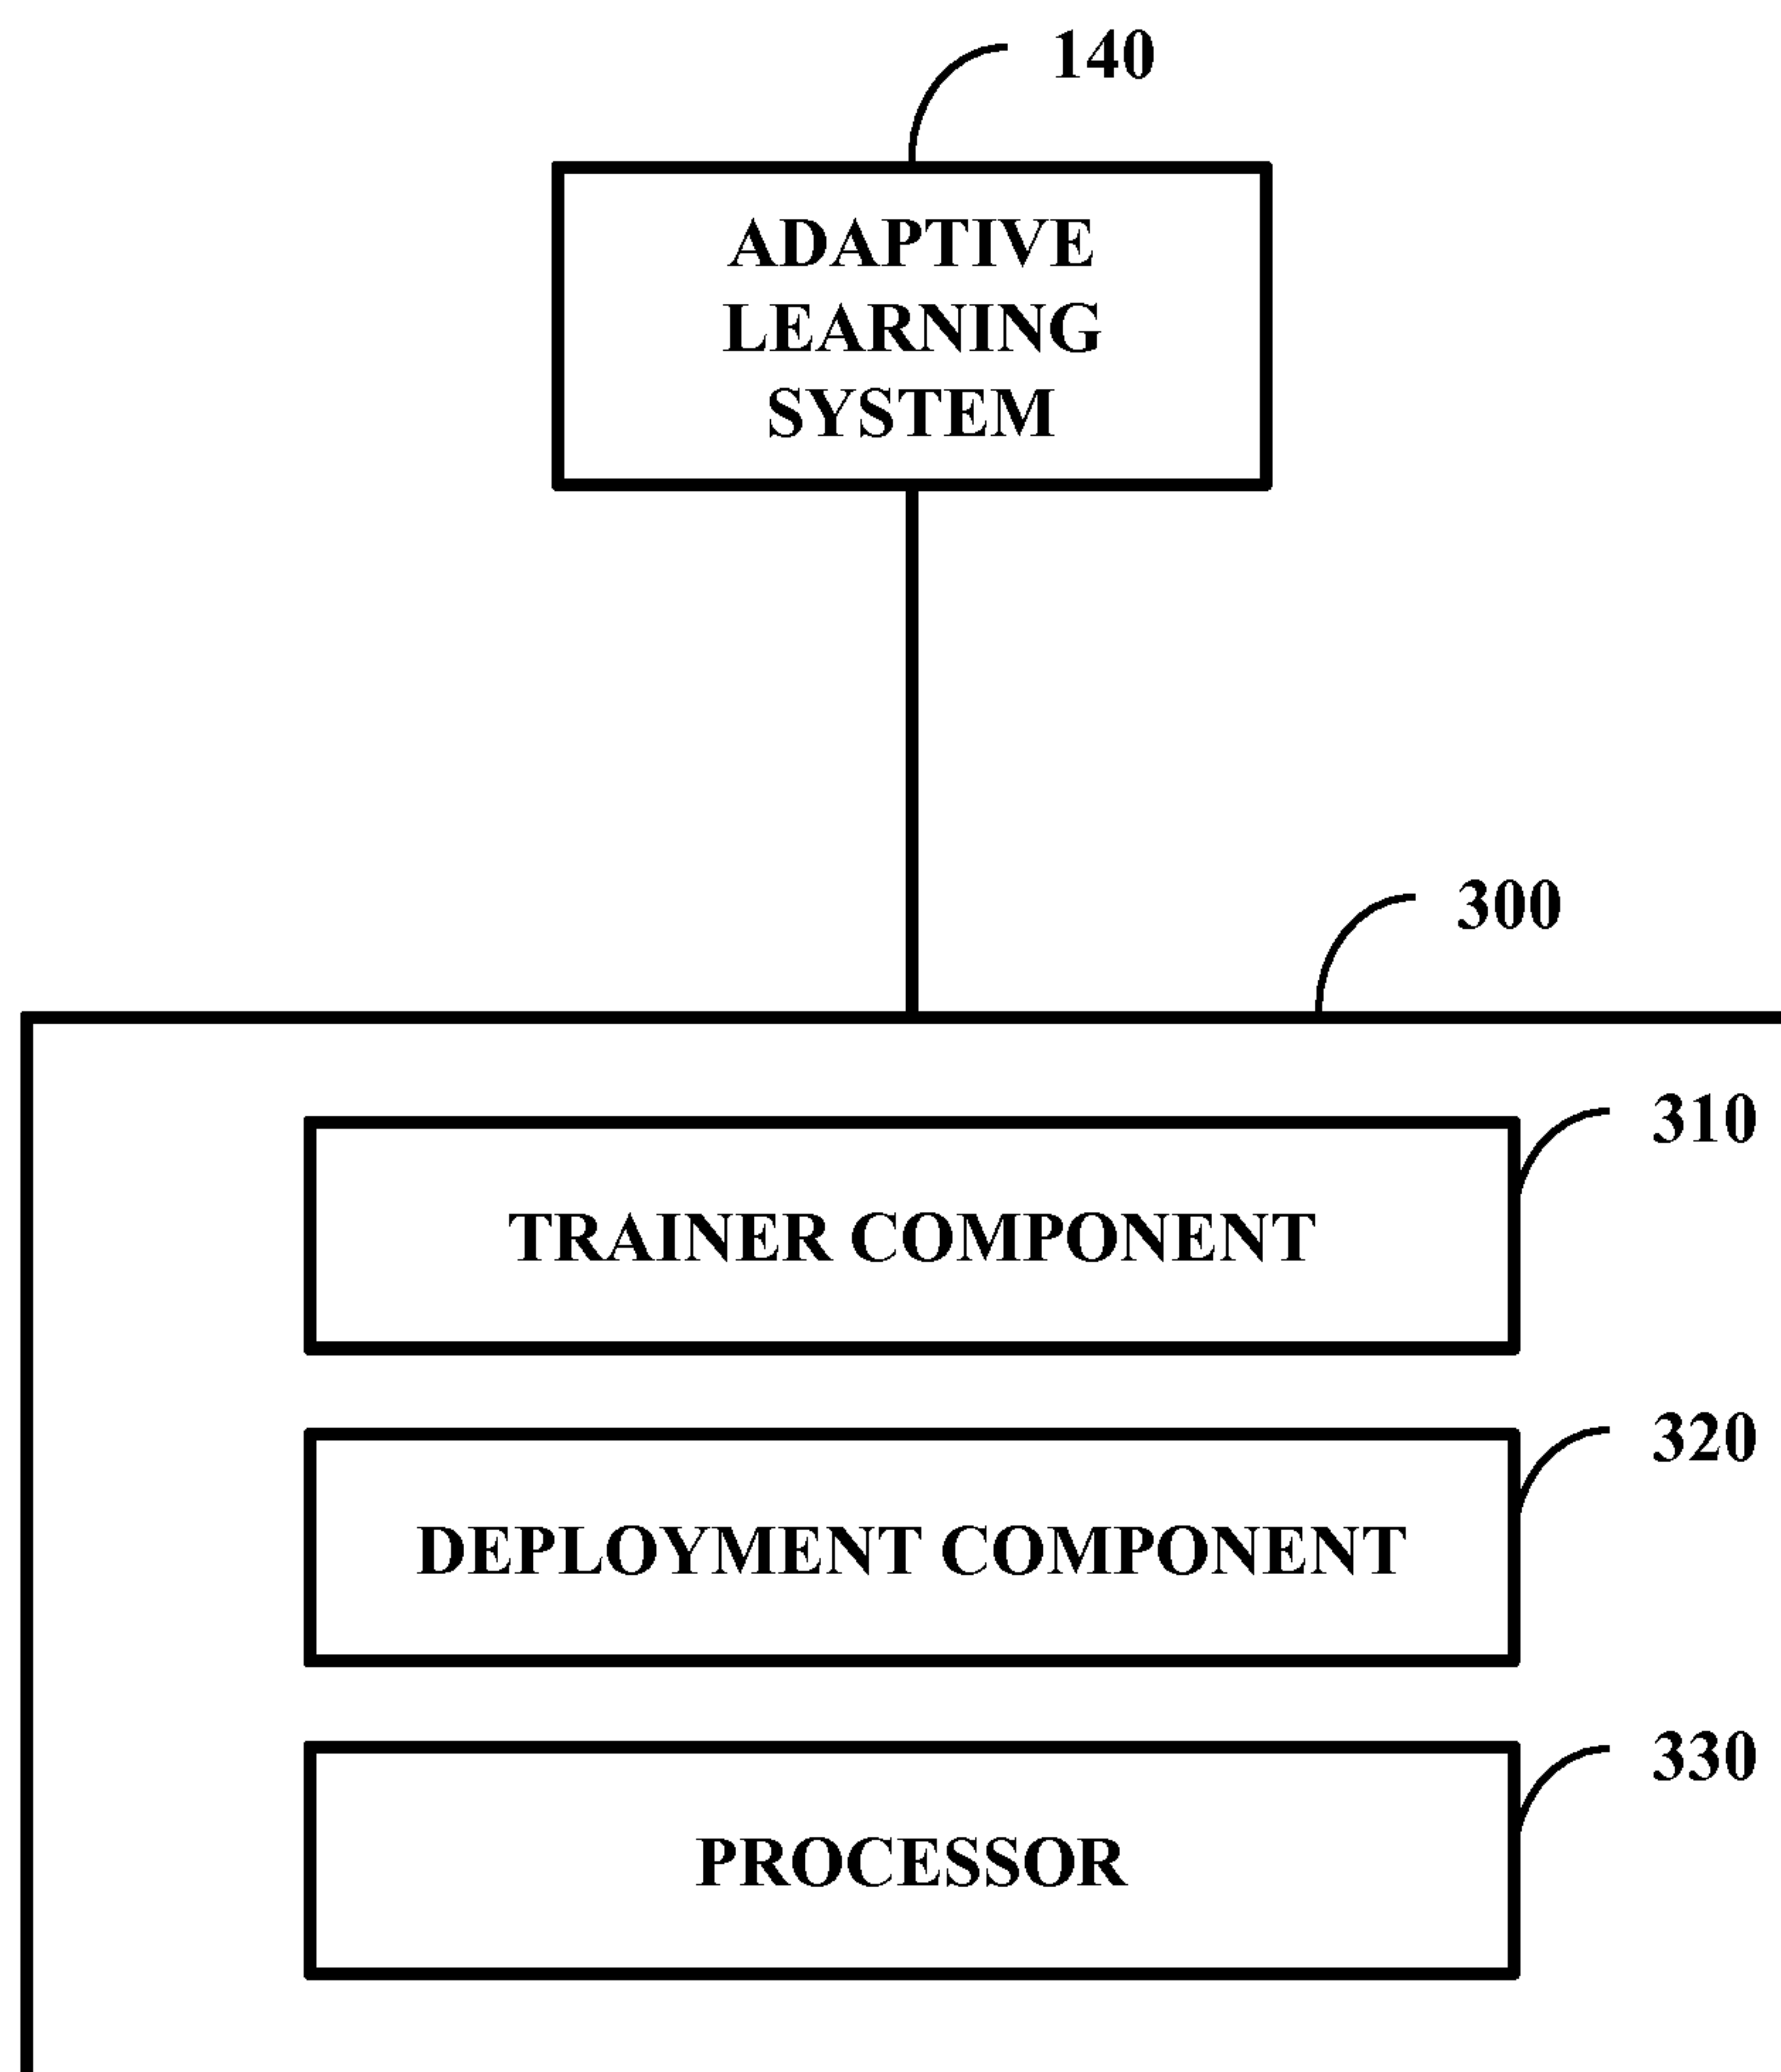 140
ADAPTIVE
LEARNING
SYSTEM
300
310
TRAINER COMPONENT
320
DEPLOYMENT COMPONENT
330
PROCESSOR